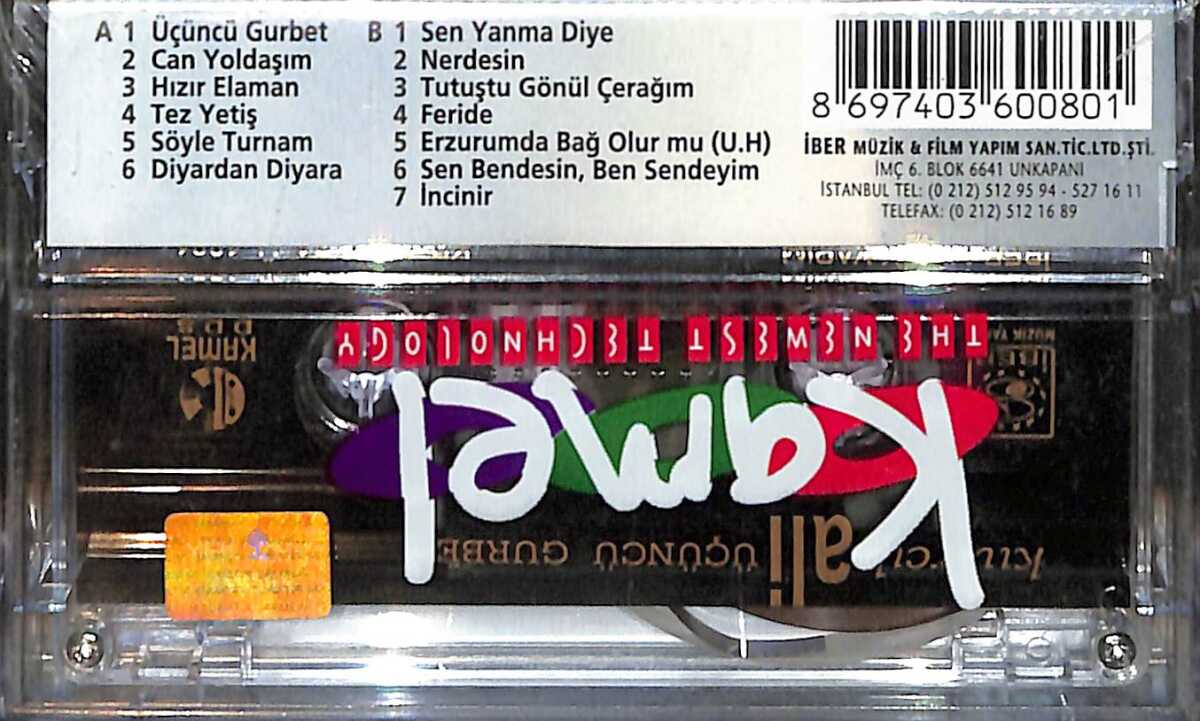 A 1 Üçüncü Gurbet
2 Can Yoldaşım
3 Hızır Elaman
4 Tez Yetiş
5 Söyle Turnam
6 Diyardan Diyara
B 1 Sen Yanma Diye
2 Nerdesin
3 Tutuştu Gönül Çerağım
4 Feride
5 Erzurumda Bağ Olur mu (U.H)
6 Sen Bendesin, Ben Sendeyim
7 İncinir
8 697403 600801
İBER MÜZİK & FİLM YAPIM SAN.TİC.LTD.ŞTİ.
İMÇ 6. BLOK 6641 UNKAPANI
İSTANBUL TEL: (0 212) 512 95 94 - 527 16 11
TELEFAX: (0 212) 512 16 89
THE NEWEST TECHNOLOGY
Kamel
KAMEL
İBER
ali ÜÇÜNCÜ GURBE